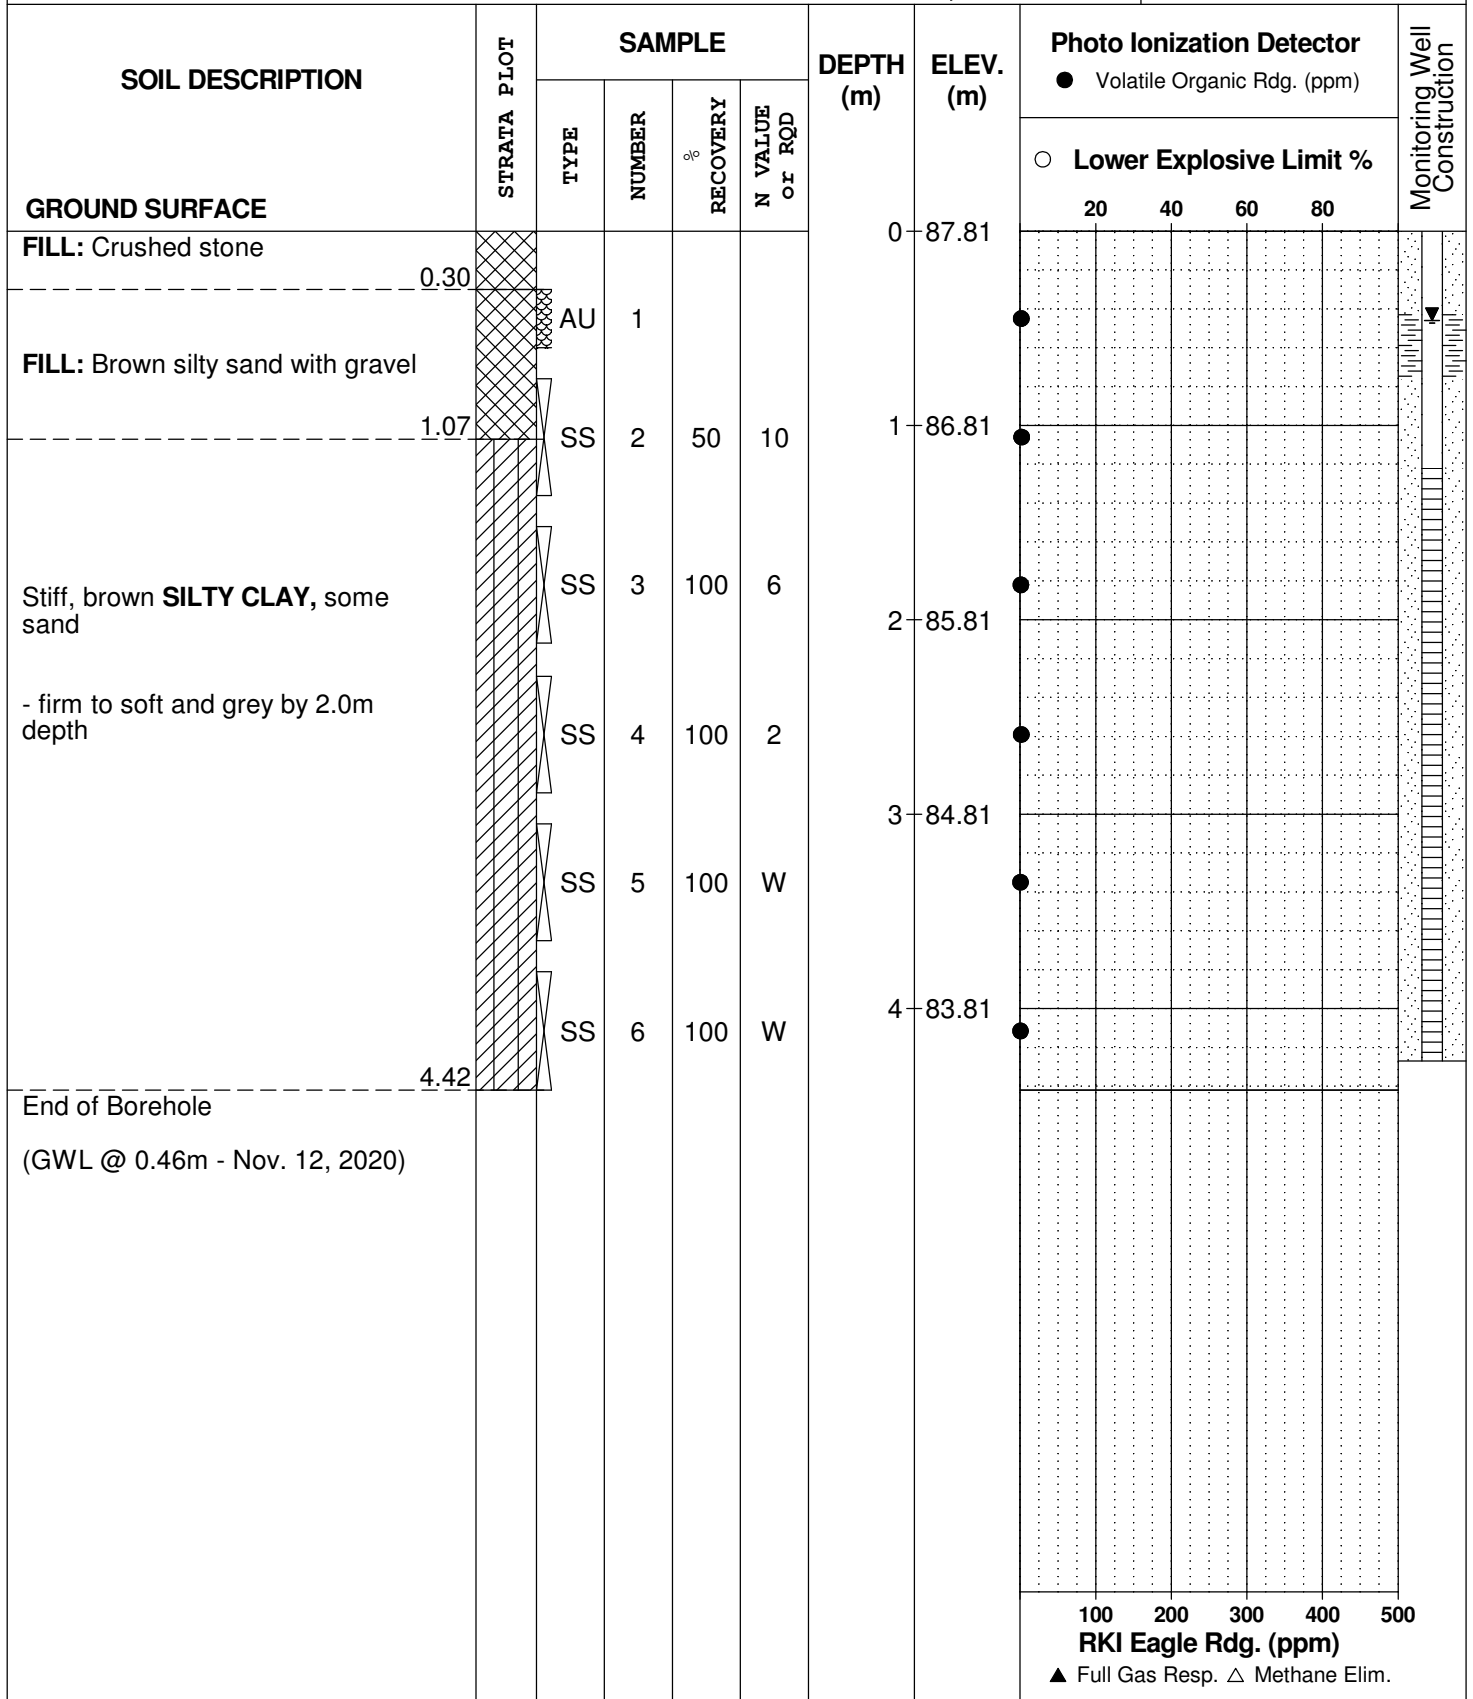 SOIL DESCRIPTION
GROUND SURFACE
STRATA PLOT
SAMPLE
TYPE
NUMBER
%
RECOVERY
N VALUE
or RQD
DEPTH
(m)
ELEV.
(m)
Photo Ionization Detector
● Volatile Organic Rdg. (ppm)
○ Lower Explosive Limit %
20 40 60 80
Monitoring Well
Construction
0 87.81
FILL: Crushed stone
0.30
AU 1
FILL: Brown silty sand with gravel
1.07
SS 2 50 10
1 86.81
SS 3 100 6
Stiff, brown SILTY CLAY, some
sand
2 85.81
- firm to soft and grey by 2.0m
depth
SS 4 100 2
3 84.81
SS 5 100 W
4 83.81
SS 6 100 W
4.42
End of Borehole
(GWL @ 0.46m - Nov. 12, 2020)
100 200 300 400 500
RKI Eagle Rdg. (ppm)
▲ Full Gas Resp. △ Methane Elim.